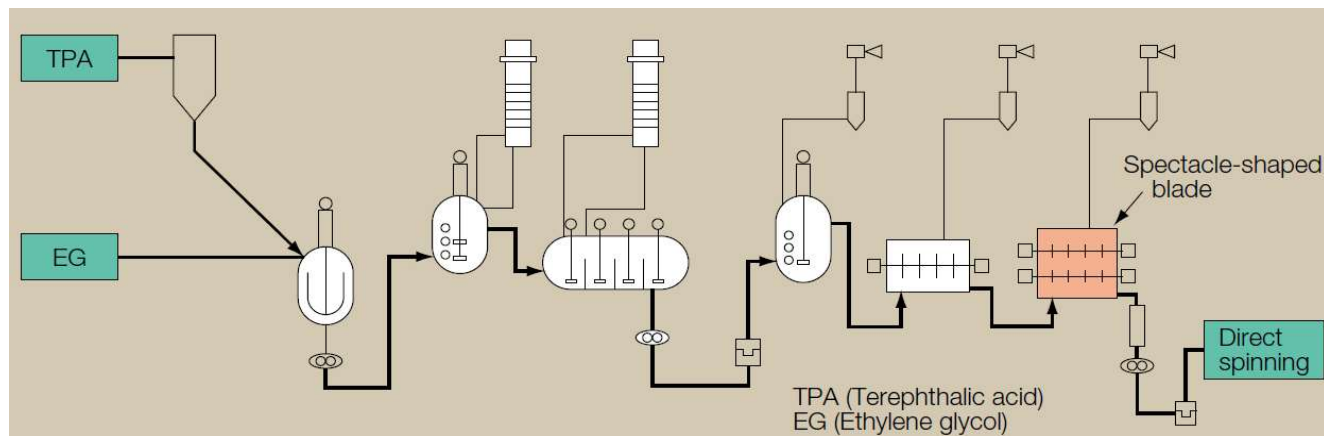 TPA
EG
Spectacle-shaped
blade
Direct
spinning
TPA (Terephthalic acid)
EG (Ethylene glycol)